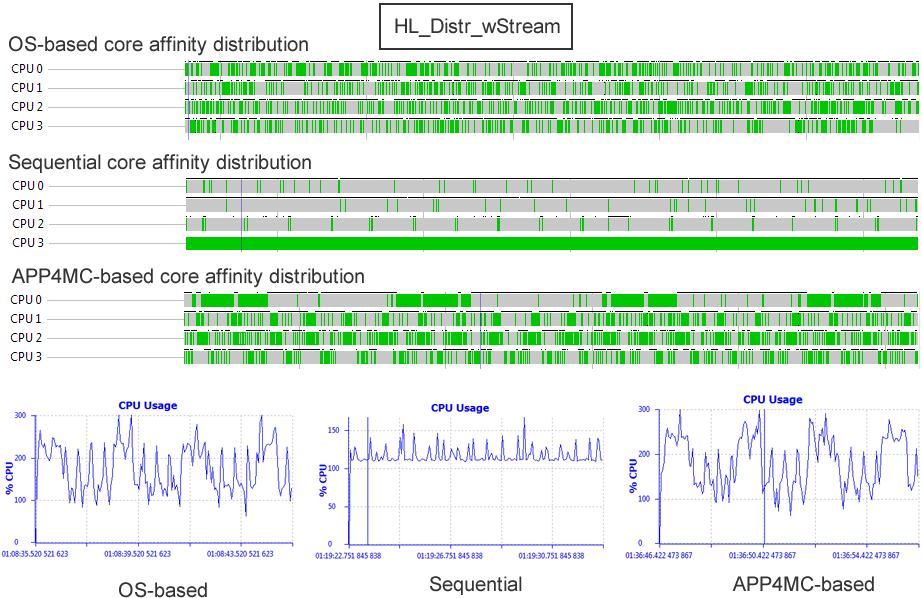 HL_Distr_wStream
OS-based core affinity distribution
CPU 0
CPU 1
CPU 2
CPU 3
Sequential core affinity distribution
CPU 0
CPU 1
CPU 2
CPU 3
APP4MC-based core affinity distribution
CPU 0
CPU 1
CPU 2
CPU 3
CPU Usage
% CPU
300
200
100
0
01:08:35.520 521 623
01:08:39.520 521 623
01:08:43.520 521 623
OS-based
CPU Usage
% CPU
150
100
50
0
01:19:22.751 845 838
01:19:26.751 845 838
01:19:30.751 845 838
Sequential
CPU Usage
% CPU
300
200
100
0
01:36:46.422 473 867
01:36:50.422 473 867
01:36:54.422 473 867
APP4MC-based